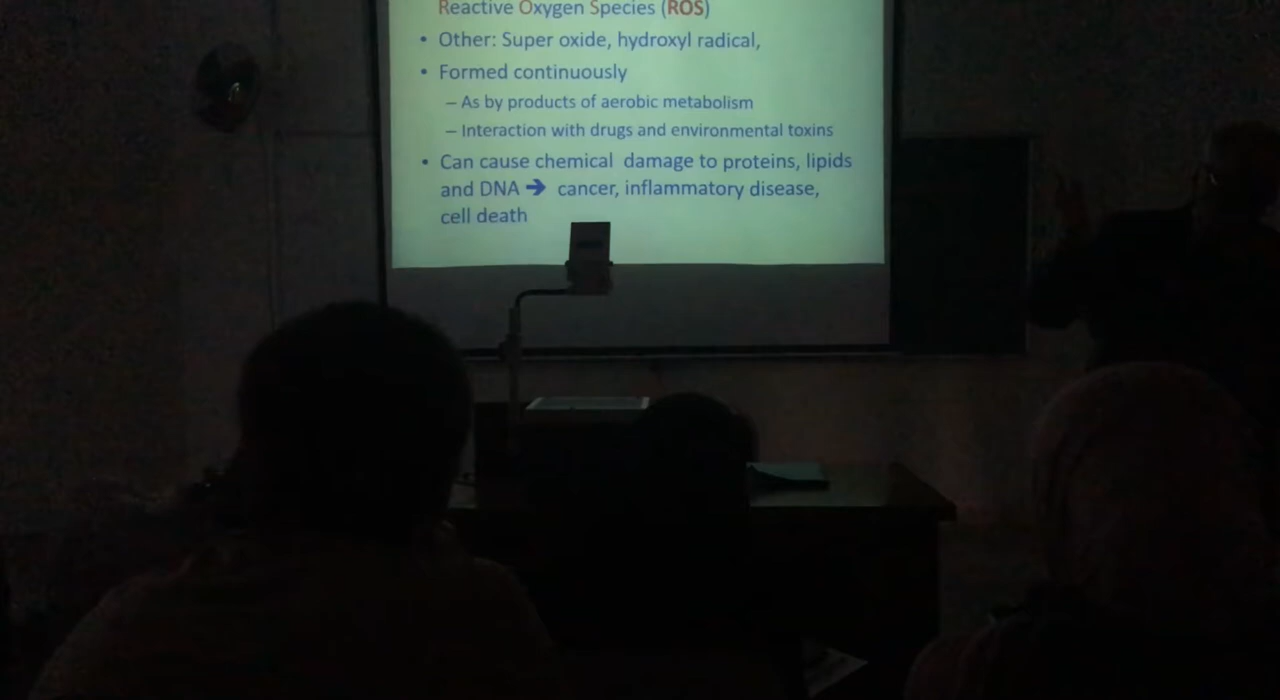 Reactive Oxygen Species (ROS)
• Other: Super oxide, hydroxyl radical,
• Formed continuously
– As by products of aerobic metabolism
– Interaction with drugs and environmental toxins
• Can cause chemical damage to proteins, lipids
and DNA → cancer, inflammatory disease,
cell death